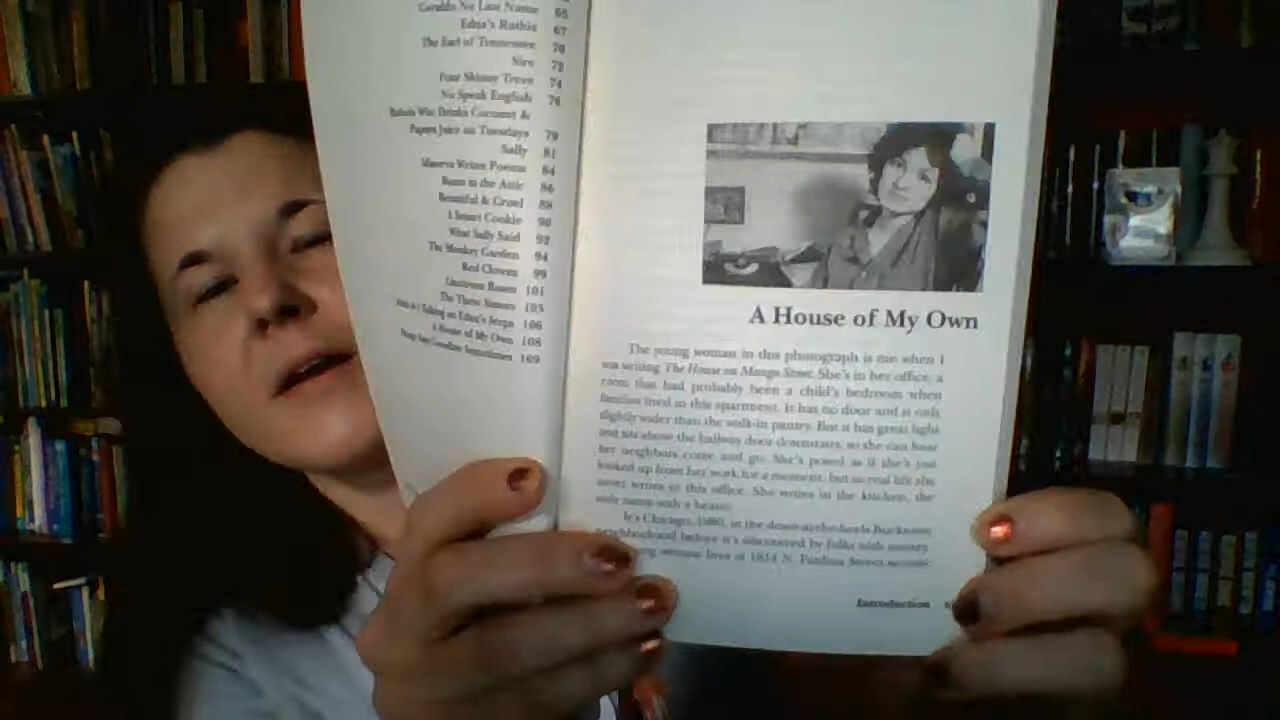 Geraldo No Last Name 65
Edna's Ruthie 67
The Earl of Tennessee 70
Sire 72
Four Skinny Trees 74
No Speak English 76
Rafaela Who Drinks Coconut &
Papaya Juice on Tuesdays 79
Sally 81
Minerva Writes Poems 84
Bums in the Attic 86
Beautiful & Cruel 88
A Smart Cookie 90
What Sally Said 92
The Monkey Garden 94
Red Clowns 99
Linoleum Roses 101
The Three Sisters 103
Alicia & I Talking on Edna's Steps 106
A House of My Own 108
Mango Says Goodbye Sometimes 109
A House of My Own
The young woman in this photograph is me when I
was writing The House on Mango Street. She's in her office, a
room that had probably been a child's bedroom when
families lived in this apartment. It has no door and is only
slightly wider than the walk-in pantry. But it has great light
and sits above the hallway door downstairs, so she can hear
her neighbors come and go. She's posed as if she's just
looked up from her work for a moment, but in real life she
never writes in this office. She writes in the kitchen, the
only room with a heater.
It's Chicago, 1980, in the down-at-the-heels Bucktown
neighborhood before it's discovered by folks with money.
young woman lives at 1814 N. Paulina Street second
Introduction